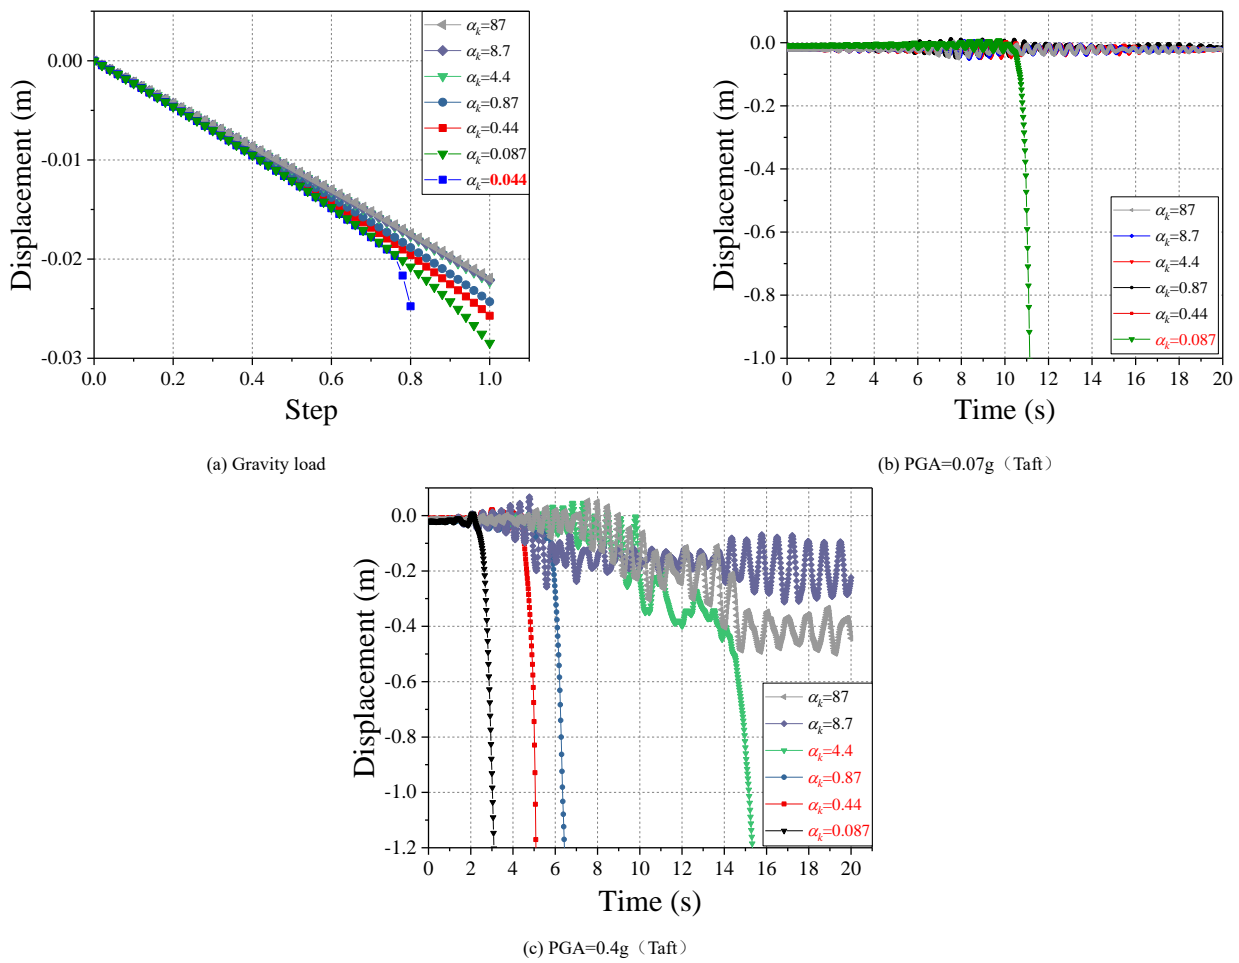 0.00
-0.01
-0.02
-0.03
Displacement (m)
0.0 0.2 0.4 0.6 0.8 1.0
Step
αk=87
αk=8.7
αk=4.4
αk=0.87
αk=0.44
αk=0.087
αk=0.044
(a) Gravity load
0.0
-0.2
-0.4
-0.6
-0.8
-1.0
Displacement (m)
0 2 4 6 8 10 12 14 16 18 20
Time (s)
αk=87
αk=8.7
αk=4.4
αk=0.87
αk=0.44
αk=0.087
(b) PGA=0.07g（Taft）
0.0
-0.2
-0.4
-0.6
-0.8
-1.0
-1.2
Displacement (m)
0 2 4 6 8 10 12 14 16 18 20
Time (s)
αk=87
αk=8.7
αk=4.4
αk=0.87
αk=0.44
αk=0.087
(c) PGA=0.4g（Taft）